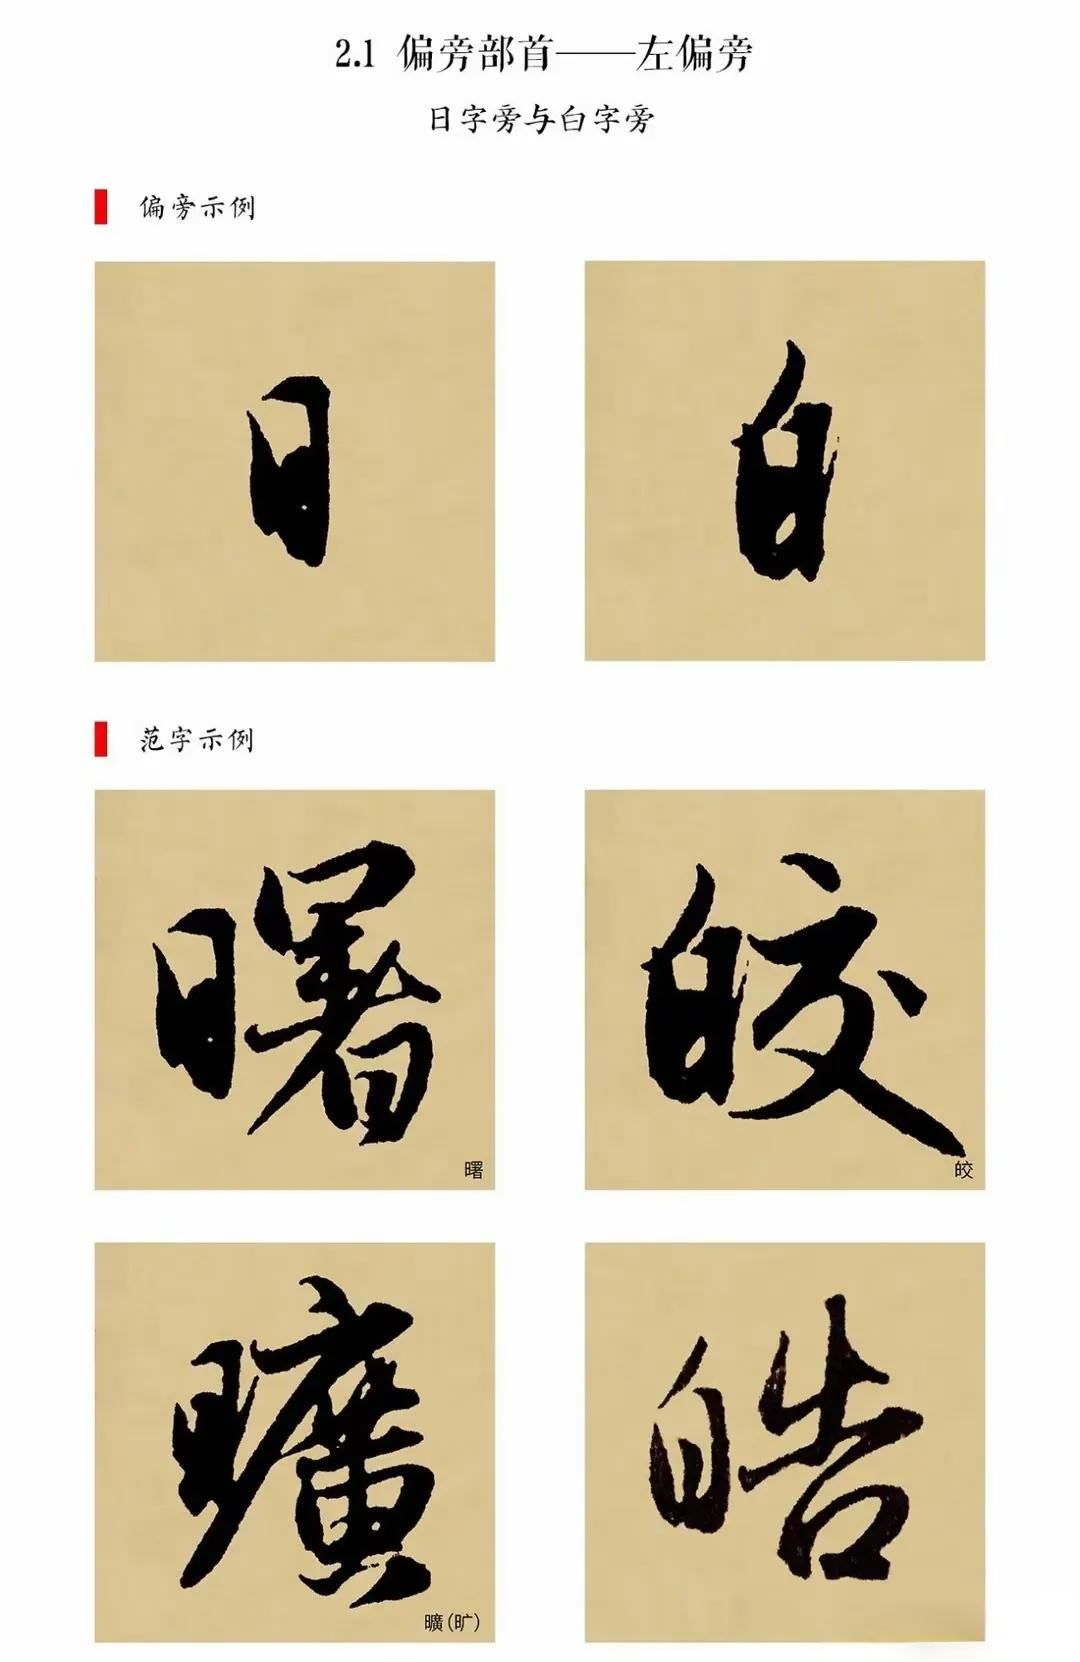 2.1 偏旁部首——左偏旁
日字旁与白字旁
偏旁示例
日 白
范字示例
曙 皎
曙 皎
曠 皓
曠(旷)